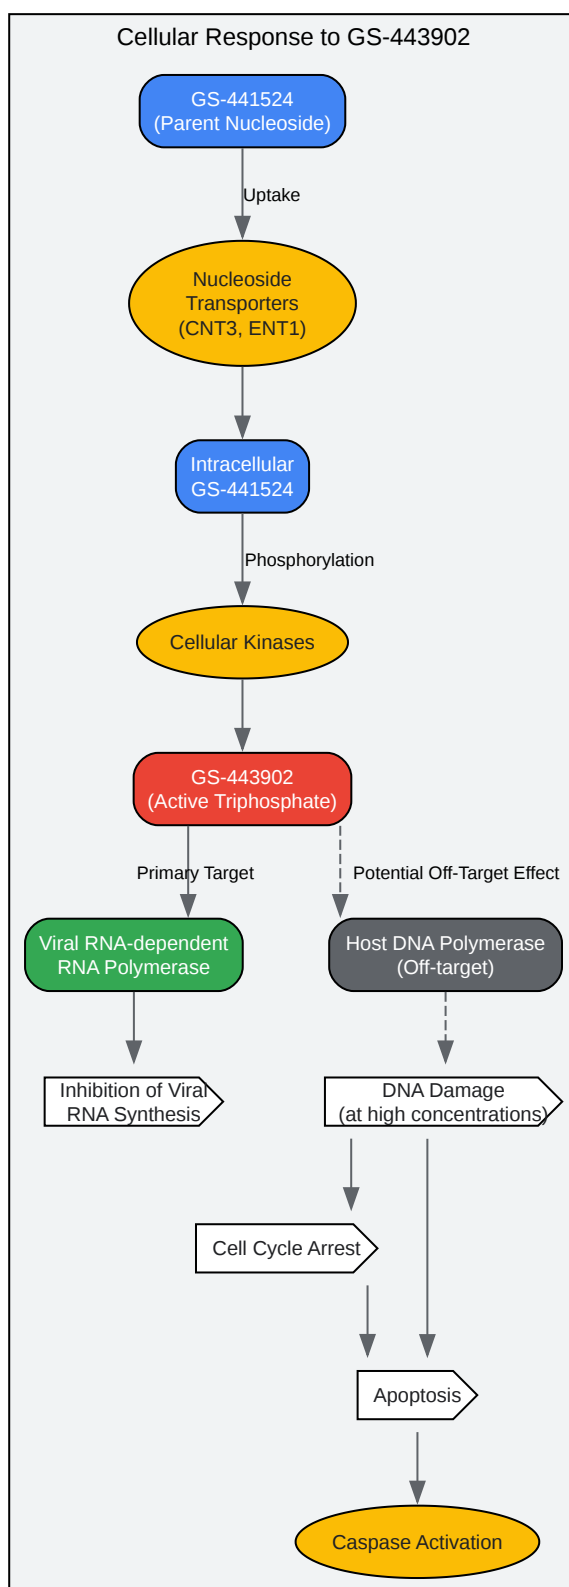 Cellular Response to GS-443902
GS-441524
(Parent Nucleoside)
Uptake
Nucleoside
Transporters
(CNT3, ENT1)
Intracellular
GS-441524
Phosphorylation
Cellular Kinases
GS-443902
(Active Triphosphate)
Primary Target
Potential Off-Target Effect
Viral RNA-dependent
RNA Polymerase
Host DNA Polymerase
(Off-target)
Inhibition of Viral
RNA Synthesis
DNA Damage
(at high concentrations)
Cell Cycle Arrest
Apoptosis
Caspase Activation